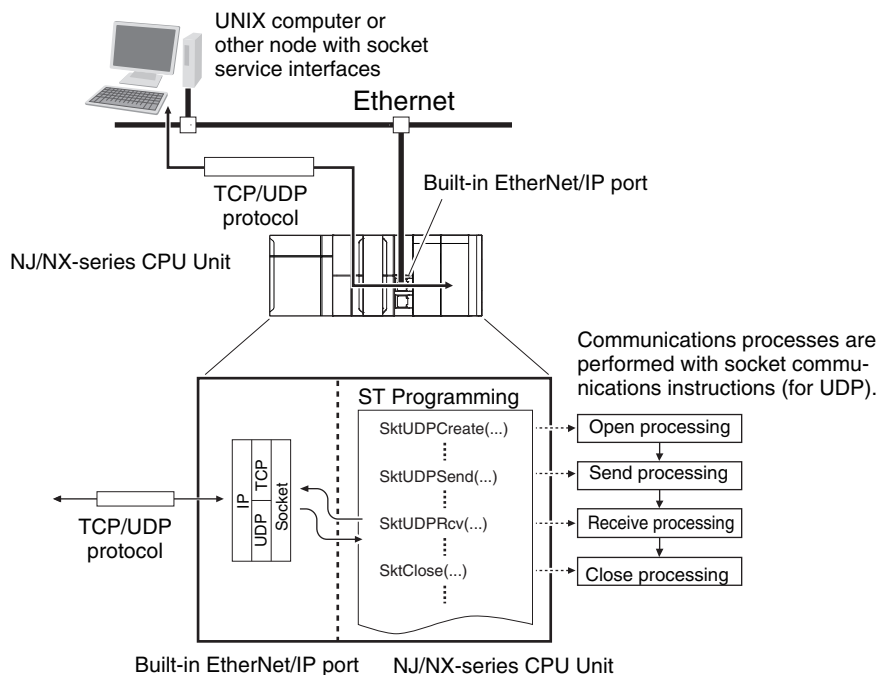 UNIX computer or
other node with socket
service interfaces
Ethernet
TCP/UDP
protocol
Built-in EtherNet/IP port
NJ/NX-series CPU Unit
Communications processes are
performed with socket commu-
nications instructions (for UDP).
ST Programming
SktUDPCreate(...)
Open processing
SktUDPSend(...)
Send processing
IP
TCP
UDP
Socket
SktUDPRcv(...)
Receive processing
TCP/UDP
protocol
SktClose(...)
Close processing
Built-in EtherNet/IP port
NJ/NX-series CPU Unit